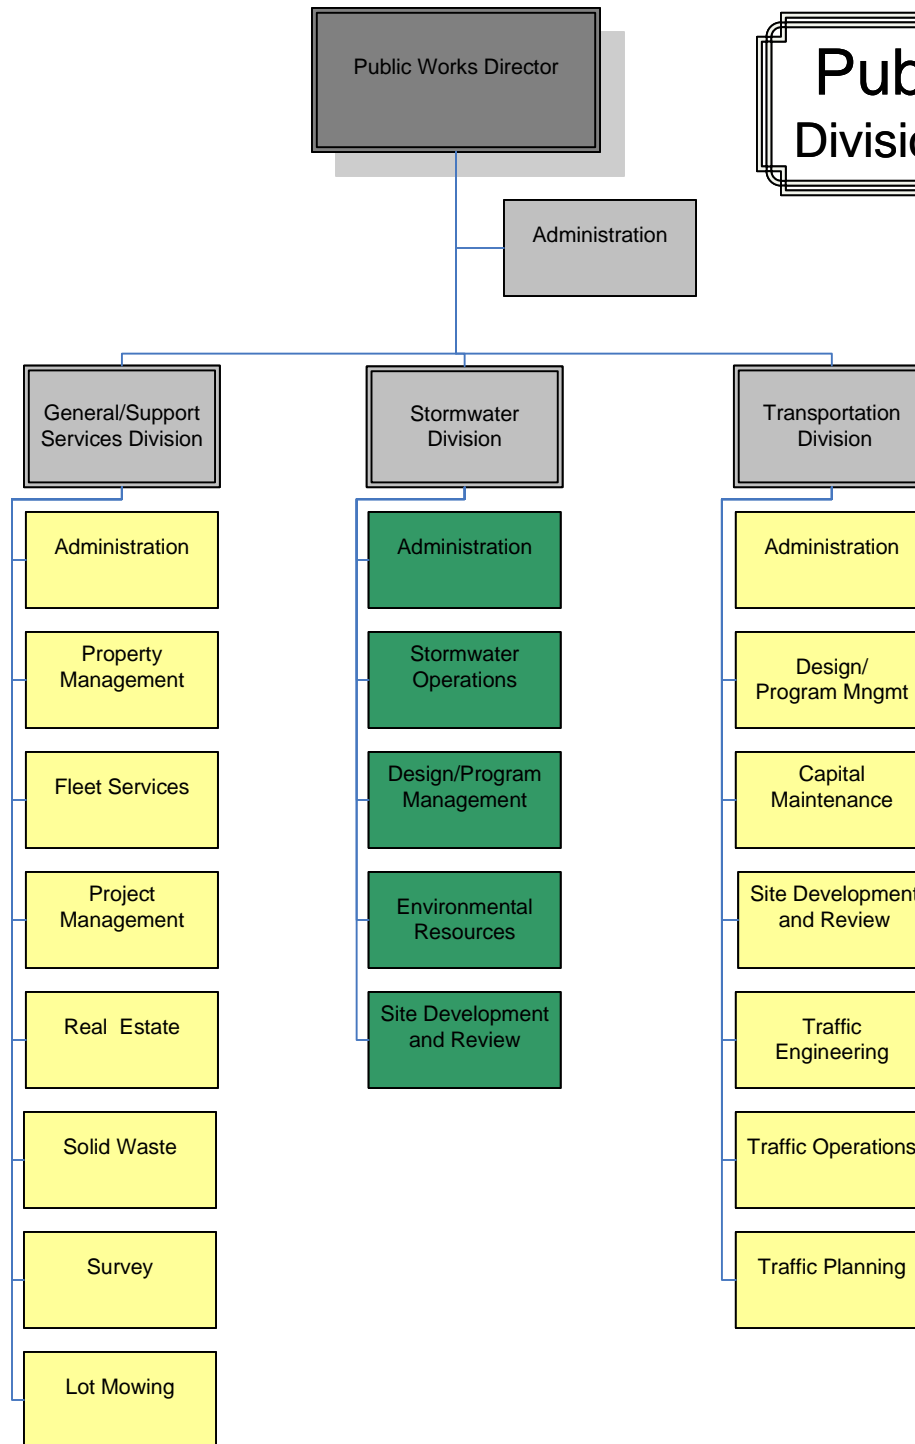 Public Works Director
Administration
General/Support
Services Division
Administration
Property
Management
Fleet Services
Project
Management
Real  Estate
Solid Waste
Survey
Lot Mowing
Stormwater
Division
Administration
Stormwater
Operations
Design/Program
Management
Environmental
Resources
Site Development
and Review
Transportation
Division
Administration
Design/
Program Mngmt
Capital
Maintenance
Site Development
and Review
Traffic
Engineering
Traffic Operations
Traffic Planning